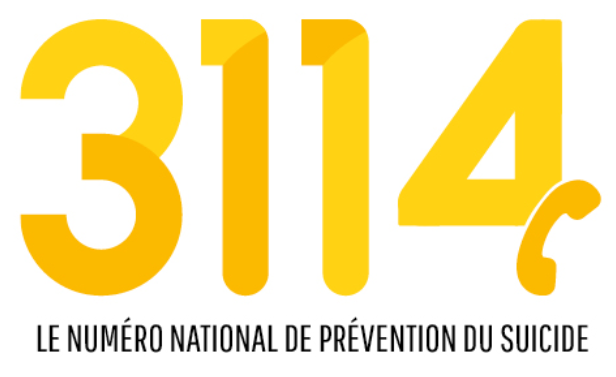 3114
LE NUMÉRO NATIONAL DE PRÉVENTION DU SUICIDE